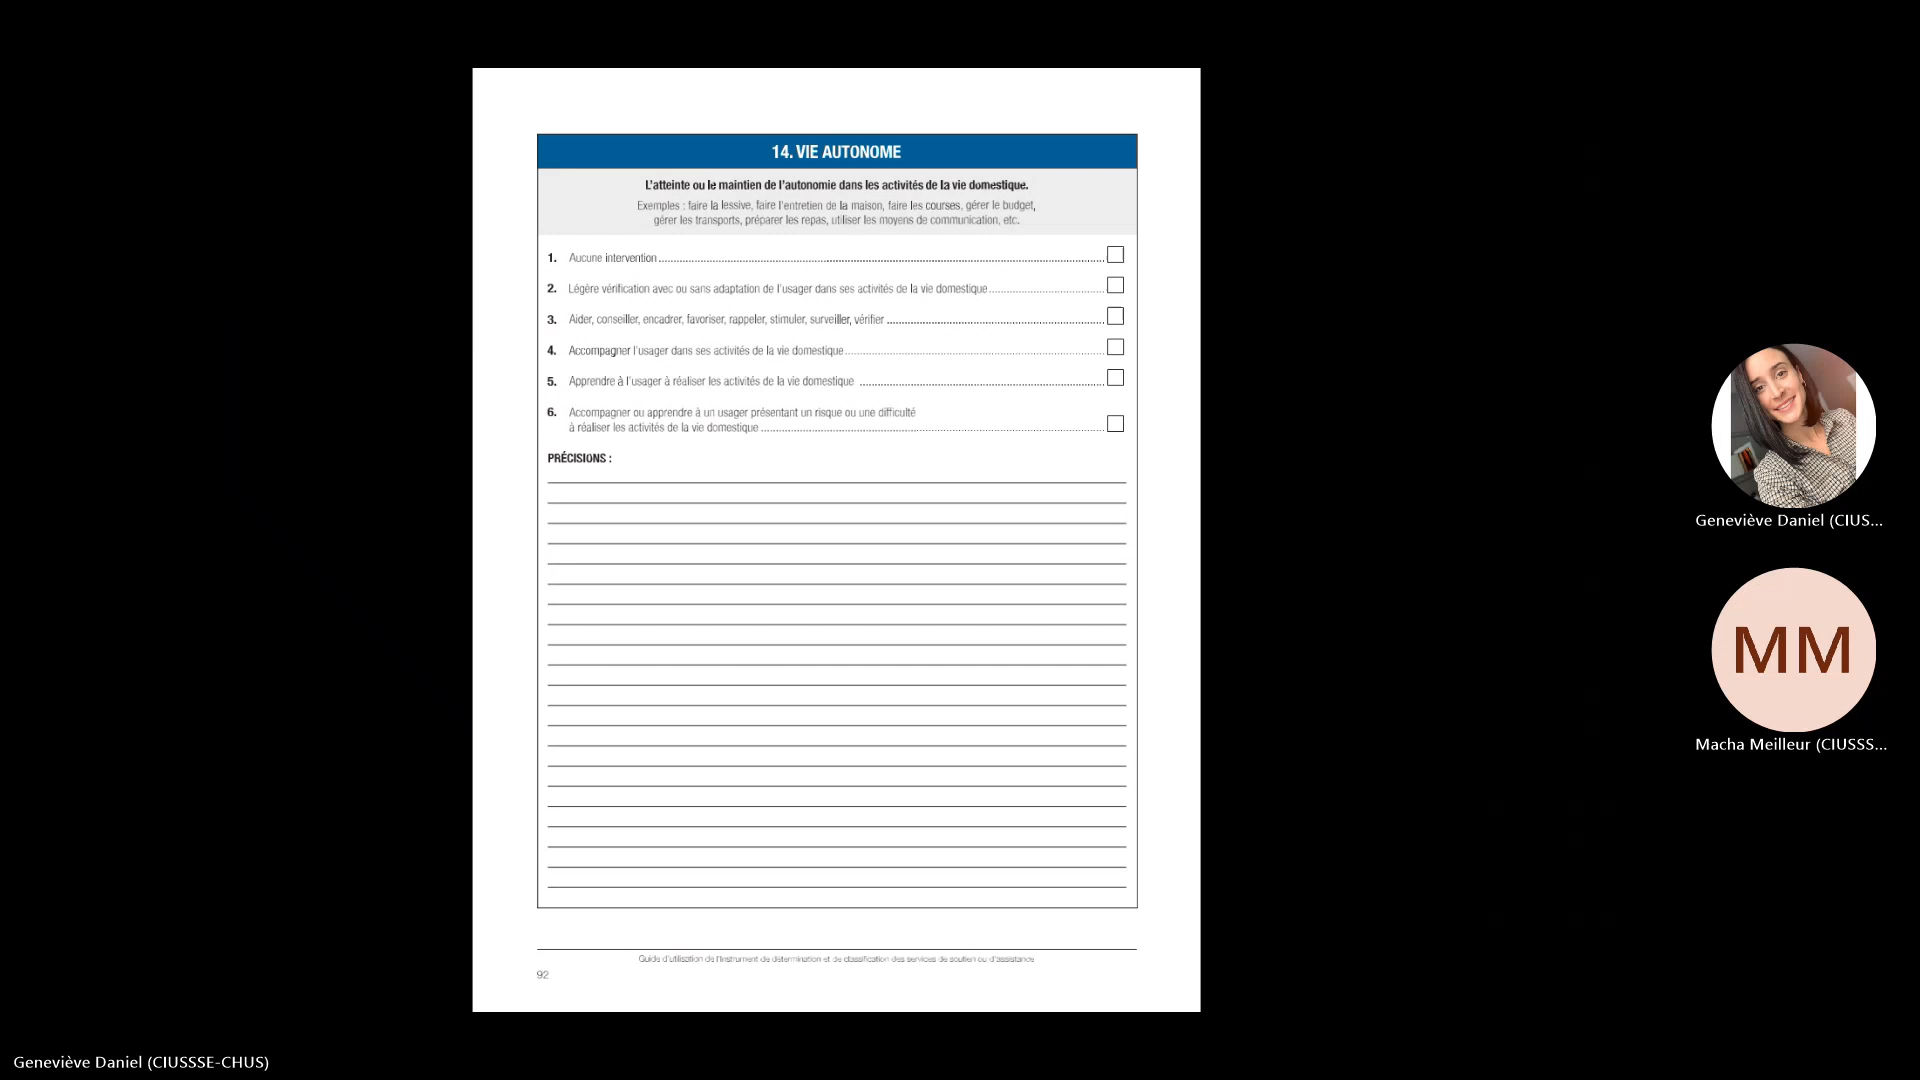 14. VIE AUTONOME
L'atteinte ou le maintien de l'autonomie dans les activités de la vie domestique.
Exemples : faire la lessive, faire l'entretien de la maison, faire les courses, gérer le budget,
gérer les transports, préparer les repas, utiliser les moyens de communication, etc.
1. Aucune intervention
2. Légère vérification avec ou sans adaptation de l'usager dans ses activités de la vie domestique
3. Aider, conseiller, encadrer, favoriser, rappeler, stimuler, surveiller, vérifier
4. Accompagner l'usager dans ses activités de la vie domestique
5. Apprendre à l'usager à réaliser les activités de la vie domestique
6. Accompagner ou apprendre à un usager présentant un risque ou une difficulté
à réaliser les activités de la vie domestique
PRÉCISIONS :
Guide d'utilisation de l'Instrument de détermination et de classification des services de soutien ou d'assistance
92
Geneviève Daniel (CIUS...
MM
Macha Meilleur (CIUSSS...
Geneviève Daniel (CIUSSSE-CHUS)